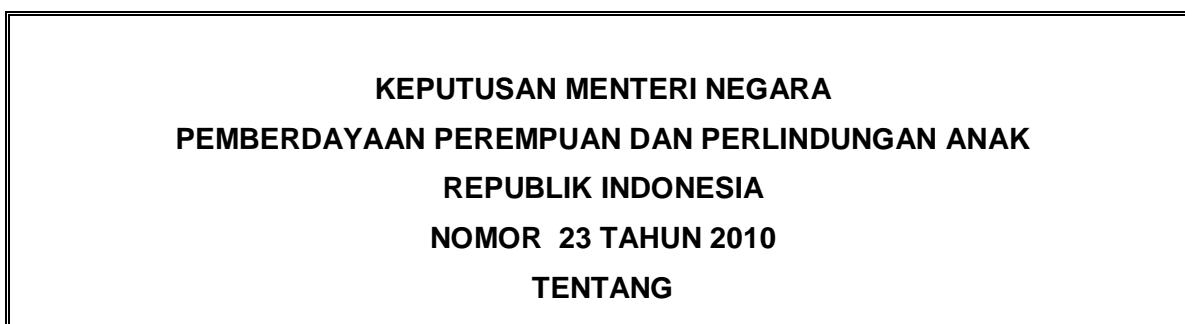 KEPUTUSAN MENTERI NEGARA
PEMBERDAYAAN PEREMPUAN DAN PERLINDUNGAN ANAK
REPUBLIK INDONESIA
NOMOR 23 TAHUN 2010
TENTANG